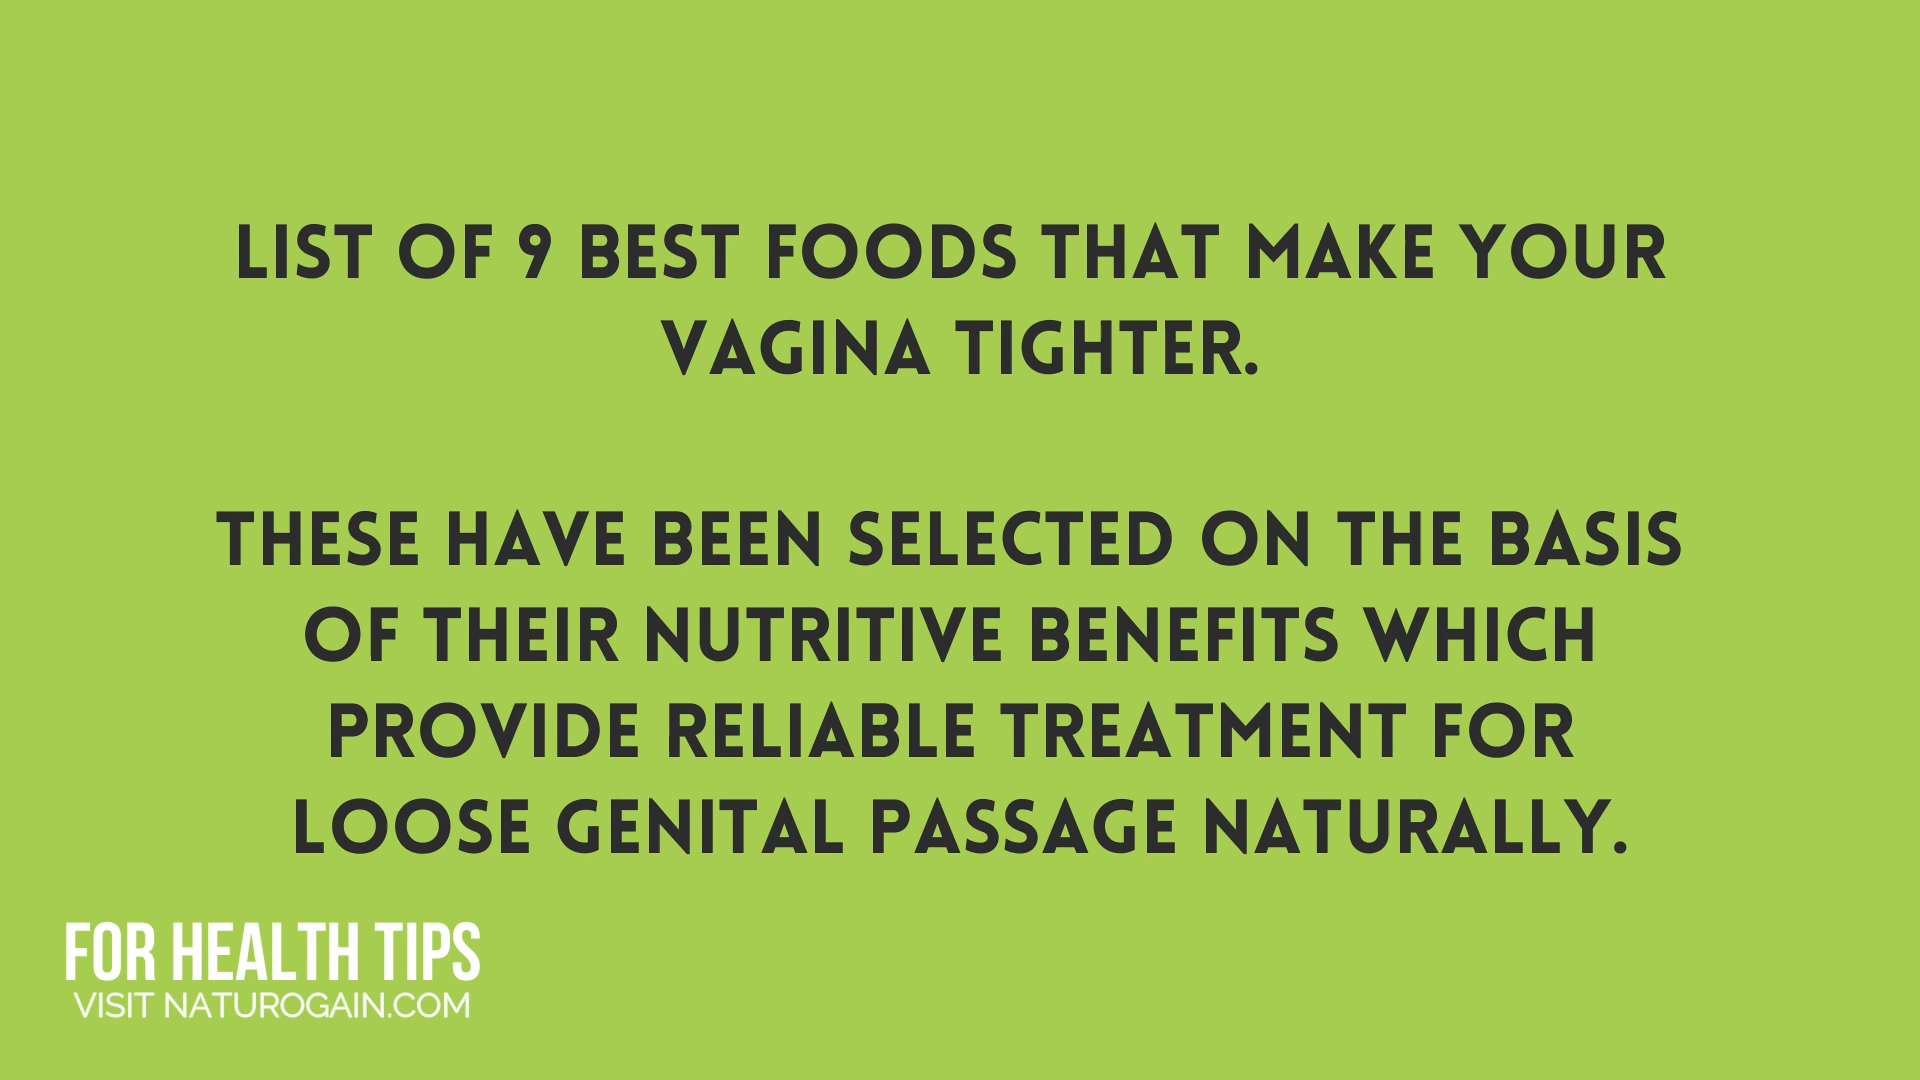 LIST OF 9 BEST FOODS THAT MAKE YOUR
VAGINA TIGHTER.
THESE HAVE BEEN SELECTED ON THE BASIS
OF THEIR NUTRITIVE BENEFITS WHICH
PROVIDE RELIABLE TREATMENT FOR
LOOSE GENITAL PASSAGE NATURALLY.
FOR HEALTH TIPS
VISIT NATUROGAIN.COM